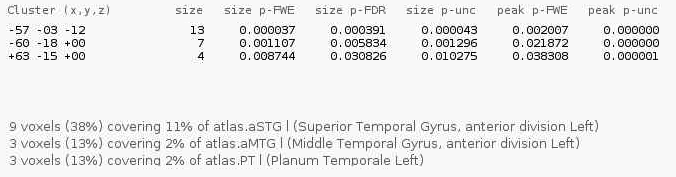 Cluster (x,y,z) size size p-FWE size p-FDR size p-unc peak p-FWE peak p-unc
-57 -03 -12 13 0.000037 0.000391 0.000043 0.002007 0.000000
-60 -18 +00 7 0.001107 0.005834 0.001296 0.021872 0.000000
+63 -15 +00 4 0.008744 0.030826 0.010275 0.038308 0.000001
9 voxels (38%) covering 11% of atlas.aSTG l (Superior Temporal Gyrus, anterior division Left)
3 voxels (13%) covering 2% of atlas.aMTG l (Middle Temporal Gyrus, anterior division Left)
3 voxels (13%) covering 2% of atlas.PT l (Planum Temporale Left)